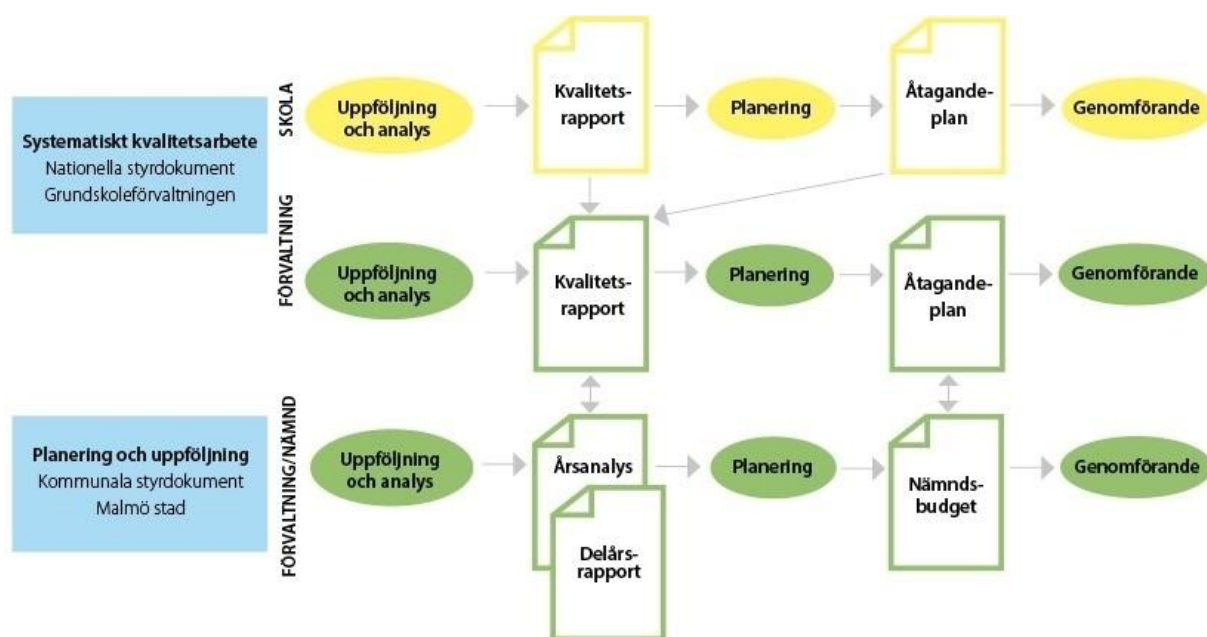 Systematiskt kvalitetsarbete
Nationella styrdokument
Grundskoleförvaltningen
SKOLA
Uppföljning
och analys
Kvalitets-
rapport
Planering
Åtagande-
plan
Genomförande
FÖRVALTNING
Uppföljning
och analys
Kvalitets-
rapport
Planering
Åtagande-
plan
Genomförande
Planering och uppföljning
Kommunala styrdokument
Malmö stad
FÖRVALTNING/NÄMND
Uppföljning
och analys
Årsanalys
Delårs-
rapport
Planering
Nämnds-
budget
Genomförande